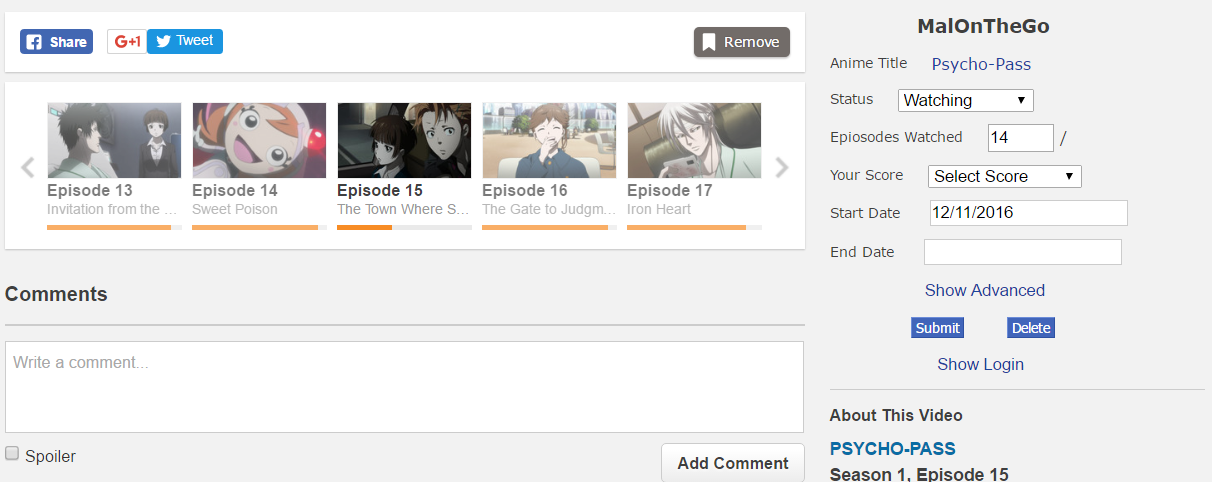 Share
G+1
Tweet
Remove
Episode 13
Invitation from the ...
Episode 14
Sweet Poison
Episode 15
The Town Where S...
Episode 16
The Gate to Judgm...
Episode 17
Iron Heart
Comments
Write a comment...
Spoiler
Add Comment
MalOnTheGo
Anime Title Psycho-Pass
Status Watching
Epiosodes Watched 14 /
Your Score Select Score
Start Date 12/11/2016
End Date
Show Advanced
Submit Delete
Show Login
About This Video
PSYCHO-PASS
Season 1, Episode 15